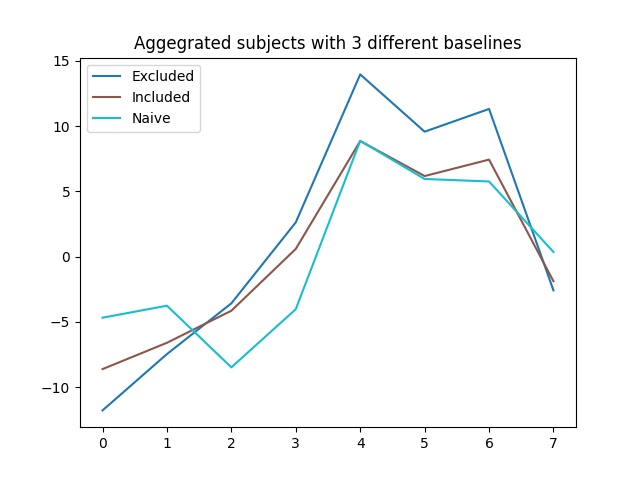 Aggegrated subjects with 3 different baselines
Excluded
Included
Naive
15
10
5
0
−5
−10
0 1 2 3 4 5 6 7